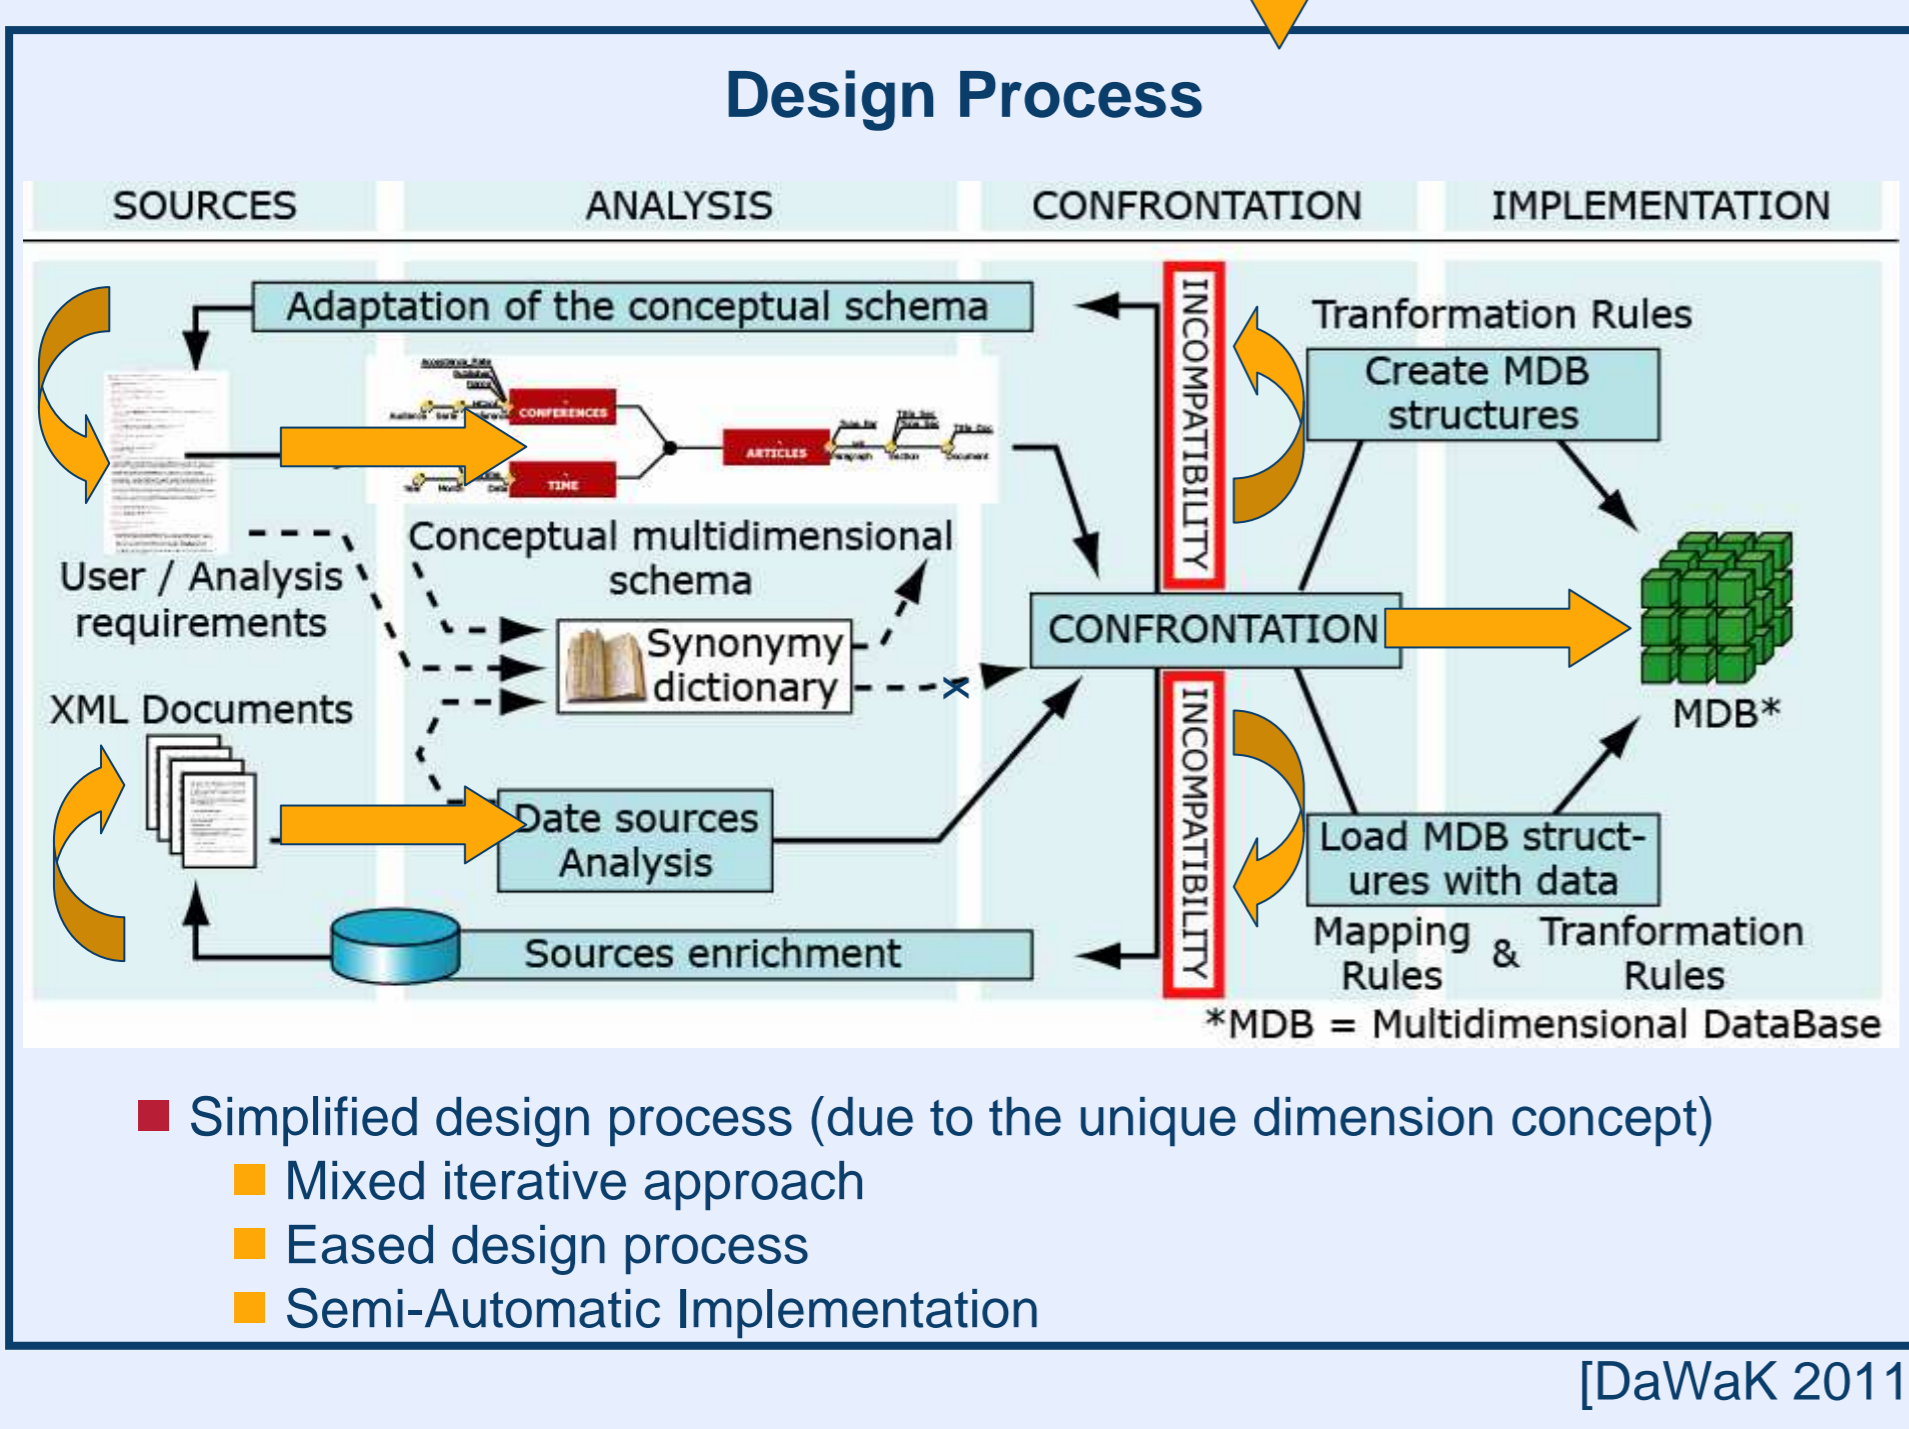 Design Process
SOURCES
ANALYSIS
CONFRONTATION
IMPLEMENTATION
Adaptation of the conceptual schema
INCOMPATIBILITY
Tranformation Rules
Create MDB
structures
CONFERENCES
ARTICLES
TIME
Conceptual multidimensional
schema
User / Analysis
requirements
Synonymy
dictionary
CONFRONTATION
x
MDB*
XML Documents
INCOMPATIBILITY
Date sources
Analysis
Load MDB struct-
ures with data
Sources enrichment
Mapping
Rules
&
Tranformation
Rules
*MDB = Multidimensional DataBase
Simplified design process (due to the unique dimension concept)
Mixed iterative approach
Eased design process
Semi-Automatic Implementation
[DaWaK 2011